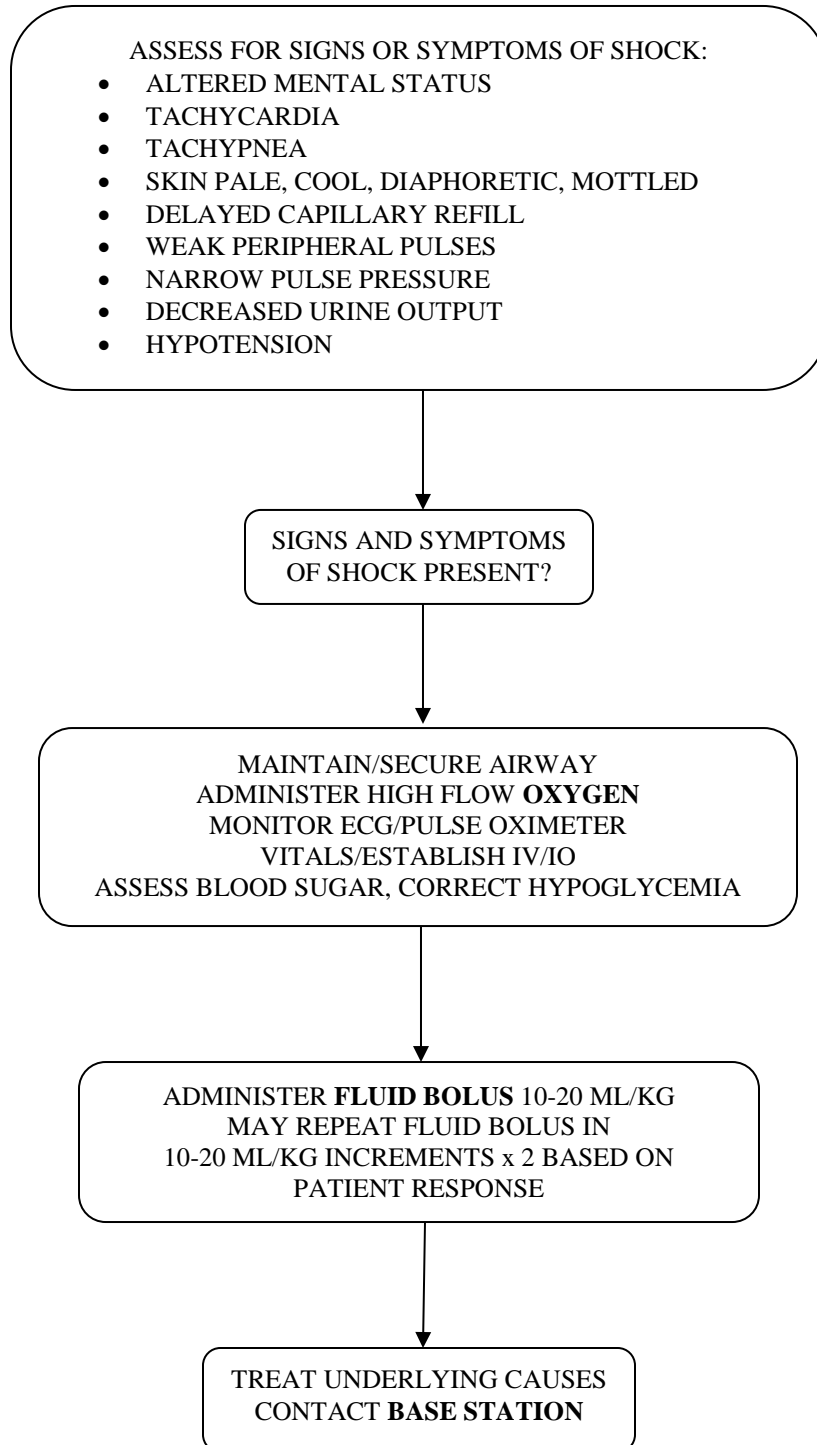 ASSESS FOR SIGNS OR SYMPTOMS OF SHOCK:
• ALTERED MENTAL STATUS
• TACHYCARDIA
• TACHYPNEA
• SKIN PALE, COOL, DIAPHORETIC, MOTTLED
• DELAYED CAPILLARY REFILL
• WEAK PERIPHERAL PULSES
• NARROW PULSE PRESSURE
• DECREASED URINE OUTPUT
• HYPOTENSION
SIGNS AND SYMPTOMS
OF SHOCK PRESENT?
MAINTAIN/SECURE AIRWAY
ADMINISTER HIGH FLOW OXYGEN
MONITOR ECG/PULSE OXIMETER
VITALS/ESTABLISH IV/IO
ASSESS BLOOD SUGAR, CORRECT HYPOGLYCEMIA
ADMINISTER FLUID BOLUS 10-20 ML/KG
MAY REPEAT FLUID BOLUS IN
10-20 ML/KG INCREMENTS x 2 BASED ON
PATIENT RESPONSE
TREAT UNDERLYING CAUSES
CONTACT BASE STATION